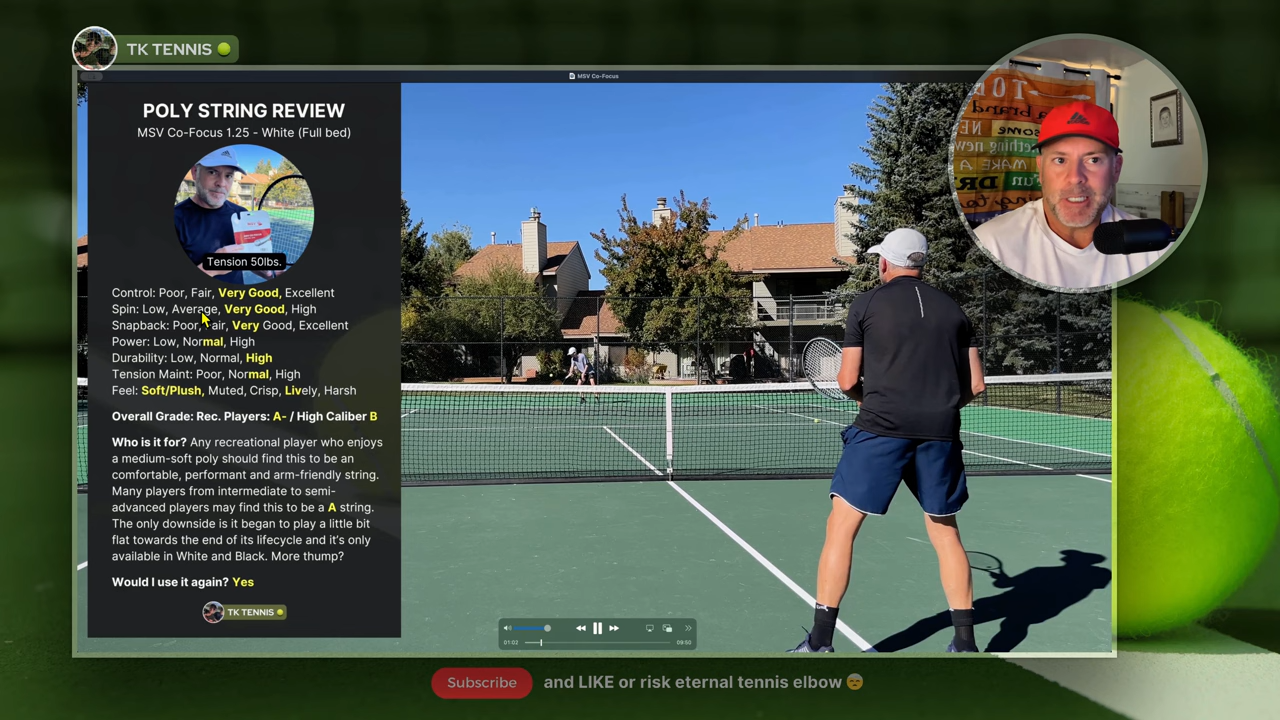 TK TENNIS
MSV Co-Focus
POLY STRING REVIEW
MSV Co-Focus 1.25 - White (Full bed)
Tension 50lbs.
Control: Poor, Fair, Very Good, Excellent
Spin: Low, Average, Very Good, High
Snapback: Poor, Fair, Very Good, Excellent
Power: Low, Normal, High
Durability: Low, Normal, High
Tension Maint: Poor, Normal, High
Feel: Soft/Plush, Muted, Crisp, Lively, Harsh
Overall Grade: Rec. Players: A- / High Caliber B
Who is it for? Any recreational player who enjoys
a medium-soft poly should find this to be an
comfortable, performant and arm-friendly string.
Many players from intermediate to semi-
advanced players may find this to be a A string.
The only downside is it began to play a little bit
flat towards the end of its lifecycle and it's only
available in White and Black. More thump?
Would I use it again? Yes
TK TENNIS
01:02
09:50
Subscribe and LIKE or risk eternal tennis elbow 😔